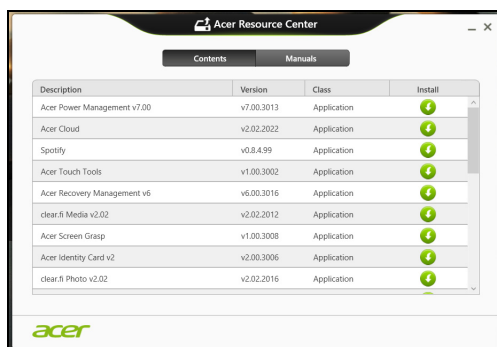 Acer Resource Center
Contents Manuals
Description Version Class Install
Acer Power Management v7.00 v7.00.3013 Application
Acer Cloud v2.02.2022 Application
Spotify v0.8.4.99 Application
Acer Touch Tools v1.00.3002 Application
Acer Recovery Management v6 v6.00.3016 Application
clear.fi Media v2.02 v2.02.2012 Application
Acer Screen Grasp v1.00.3008 Application
Acer Identity Card v2 v2.00.3006 Application
clear.fi Photo v2.02 v2.02.2016 Application
acer